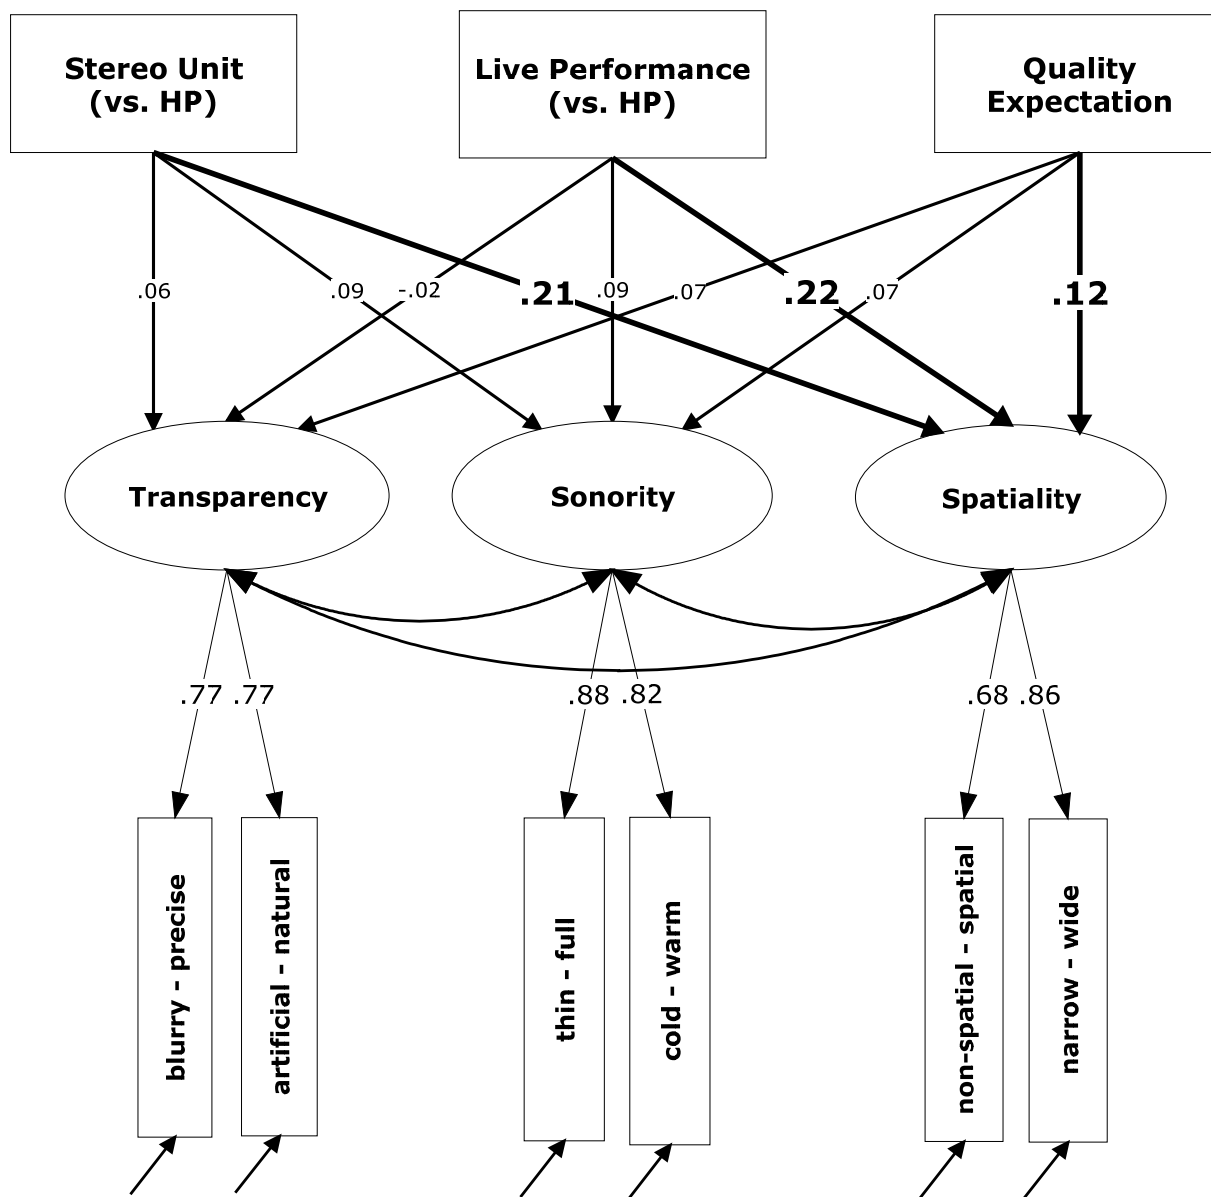 Stereo Unit
(vs. HP)
Live Performance
(vs. HP)
Quality
Expectation
.06
.09
-.02
.21
.09
.07
.22
.07
.12
Transparency
Sonority
Spatiality
.77 .77
.88 .82
.68 .86
blurry - precise
artificial - natural
thin - full
cold - warm
non-spatial - spatial
narrow - wide